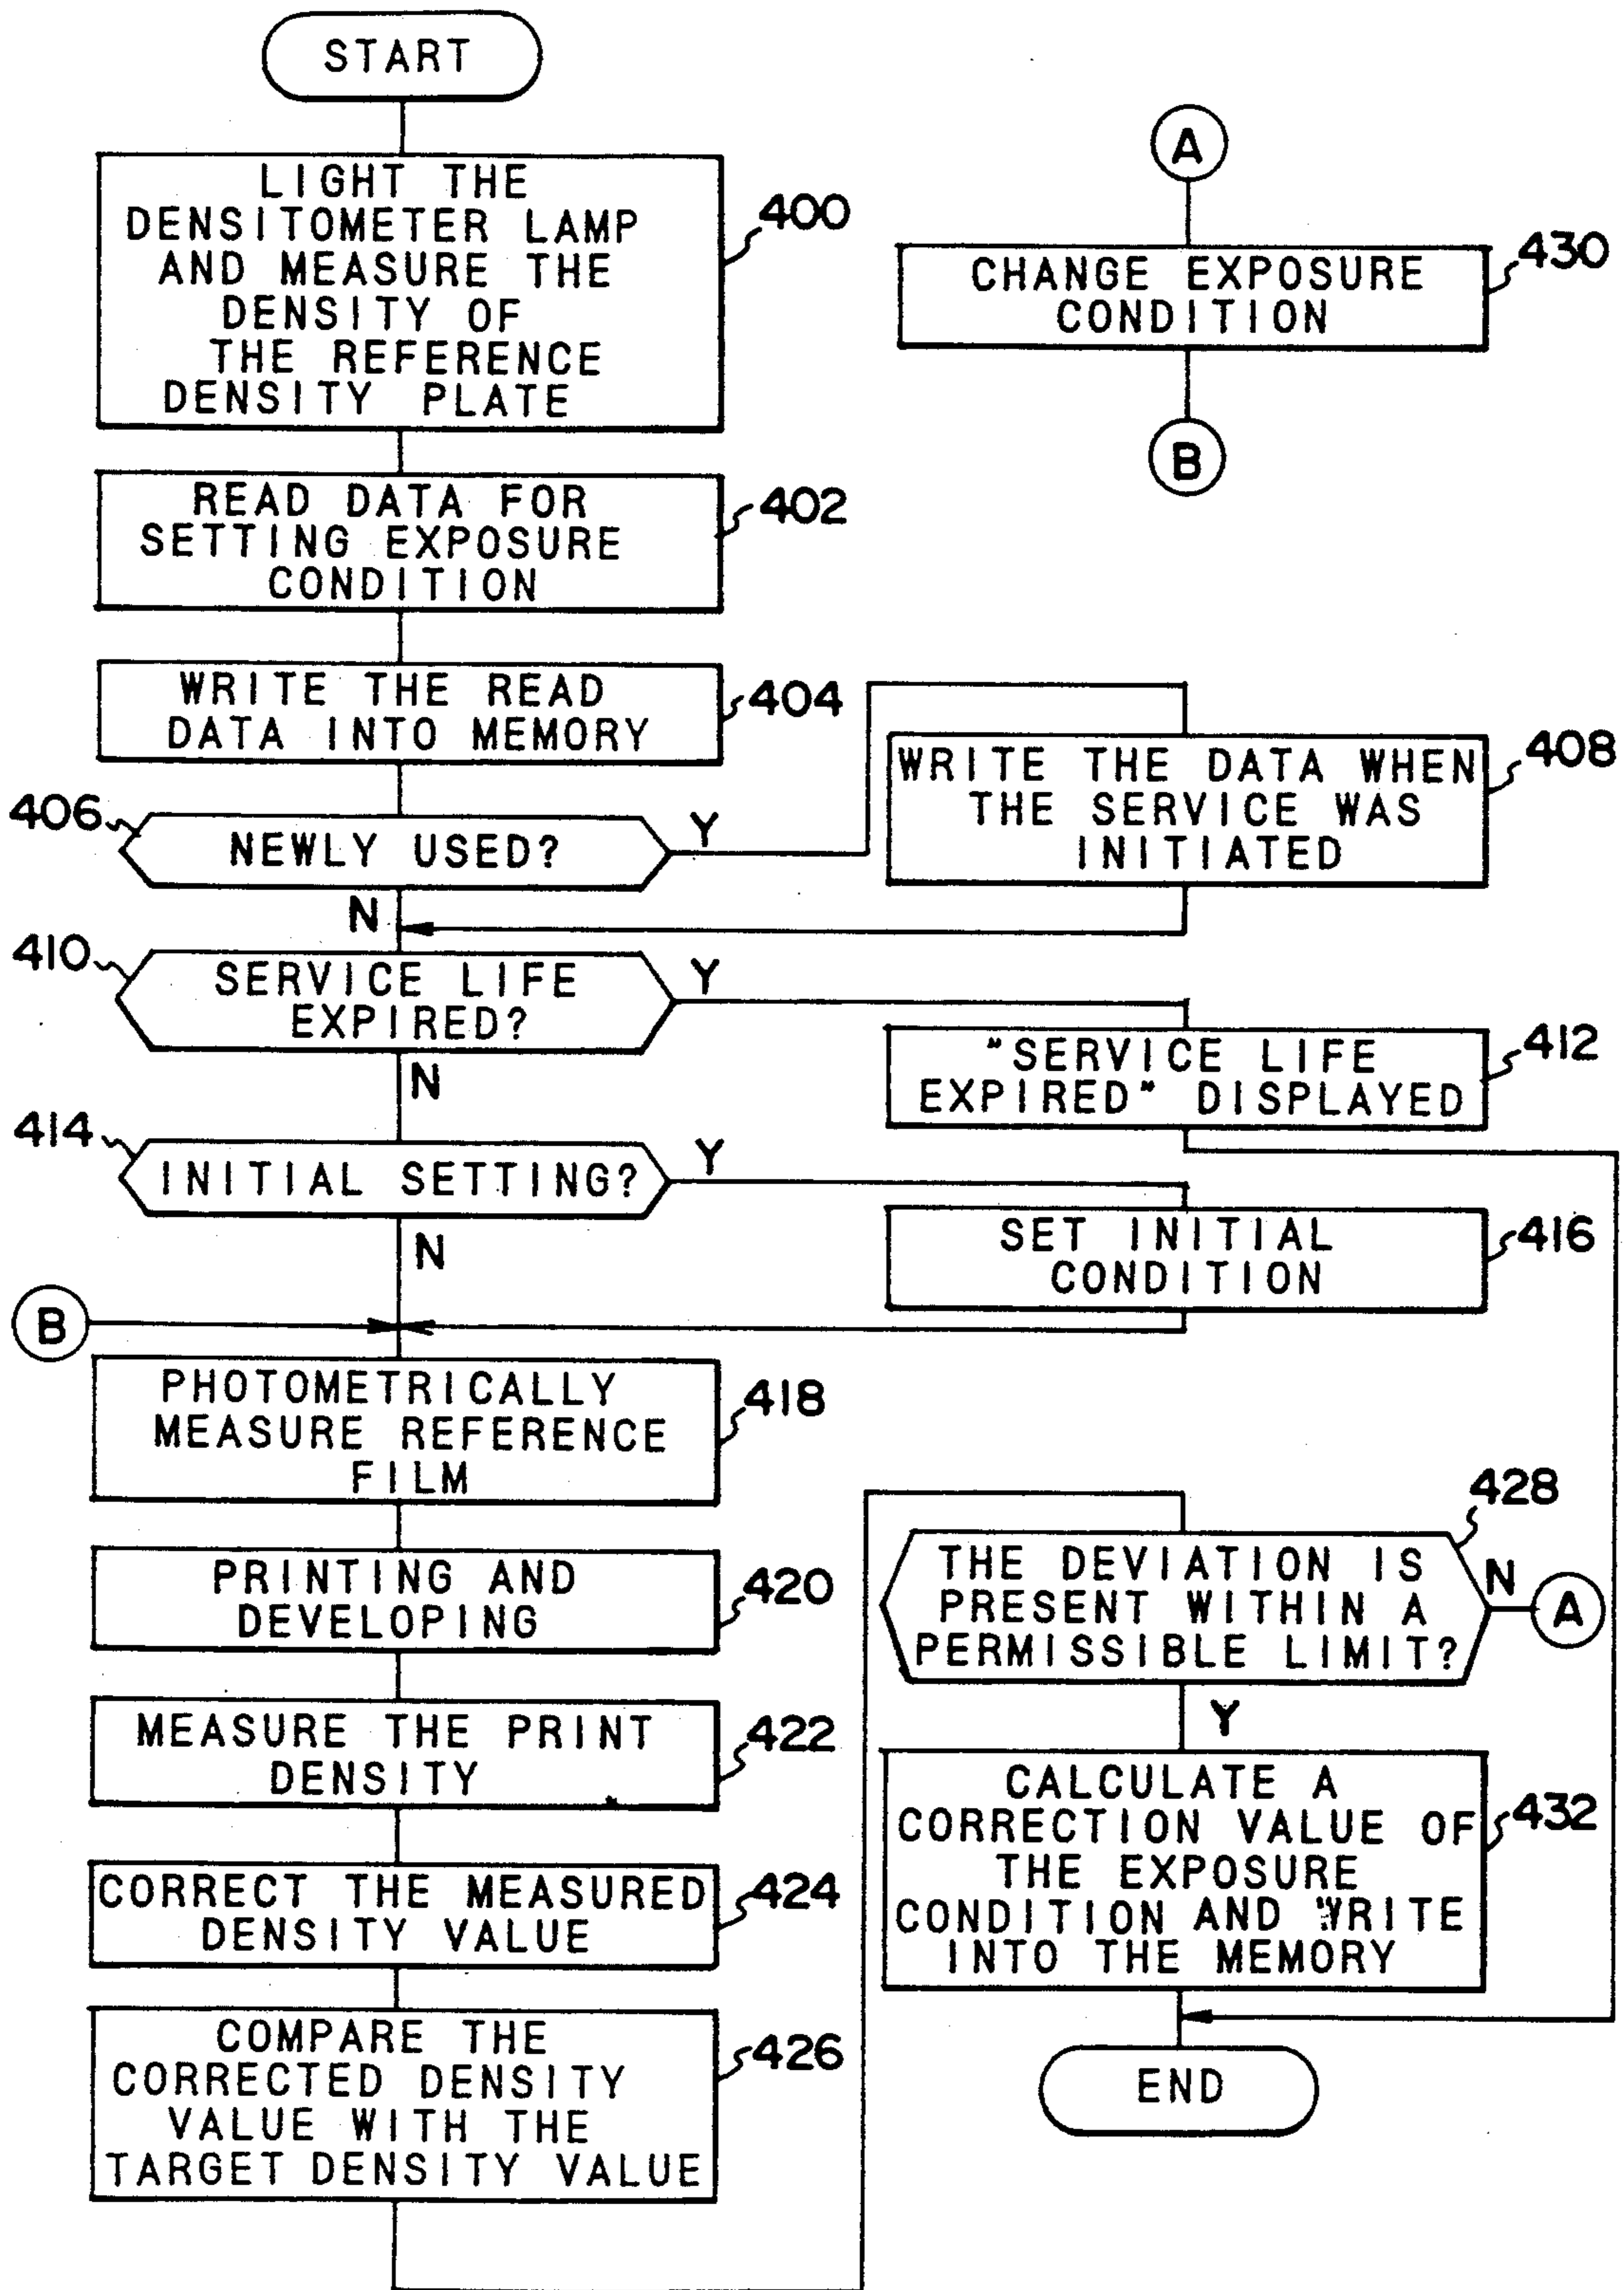 START
LIGHT THE
DENSITOMETER LAMP
AND MEASURE THE
DENSITY OF
THE REFERENCE
DENSITY PLATE
400
READ DATA FOR
SETTING EXPOSURE
CONDITION
402
WRITE THE READ
DATA INTO MEMORY
404
406
NEWLY USED?
Y
N
WRITE THE DATA WHEN
THE SERVICE WAS
INITIATED
408
410
SERVICE LIFE
EXPIRED?
Y
N
"SERVICE LIFE
EXPIRED" DISPLAYED
412
414
INITIAL SETTING?
Y
N
SET INITIAL
CONDITION
416
B
PHOTOMETRICALLY
MEASURE REFERENCE
FILM
418
PRINTING AND
DEVELOPING
420
MEASURE THE PRINT
DENSITY
422
CORRECT THE MEASURED
DENSITY VALUE
424
COMPARE THE
CORRECTED DENSITY
VALUE WITH THE
TARGET DENSITY VALUE
426
A
CHANGE EXPOSURE
CONDITION
430
B
428
THE DEVIATION IS
PRESENT WITHIN A
PERMISSIBLE LIMIT?
N
A
Y
CALCULATE A
CORRECTION VALUE OF
THE EXPOSURE
CONDITION AND WRITE
INTO THE MEMORY
432
END